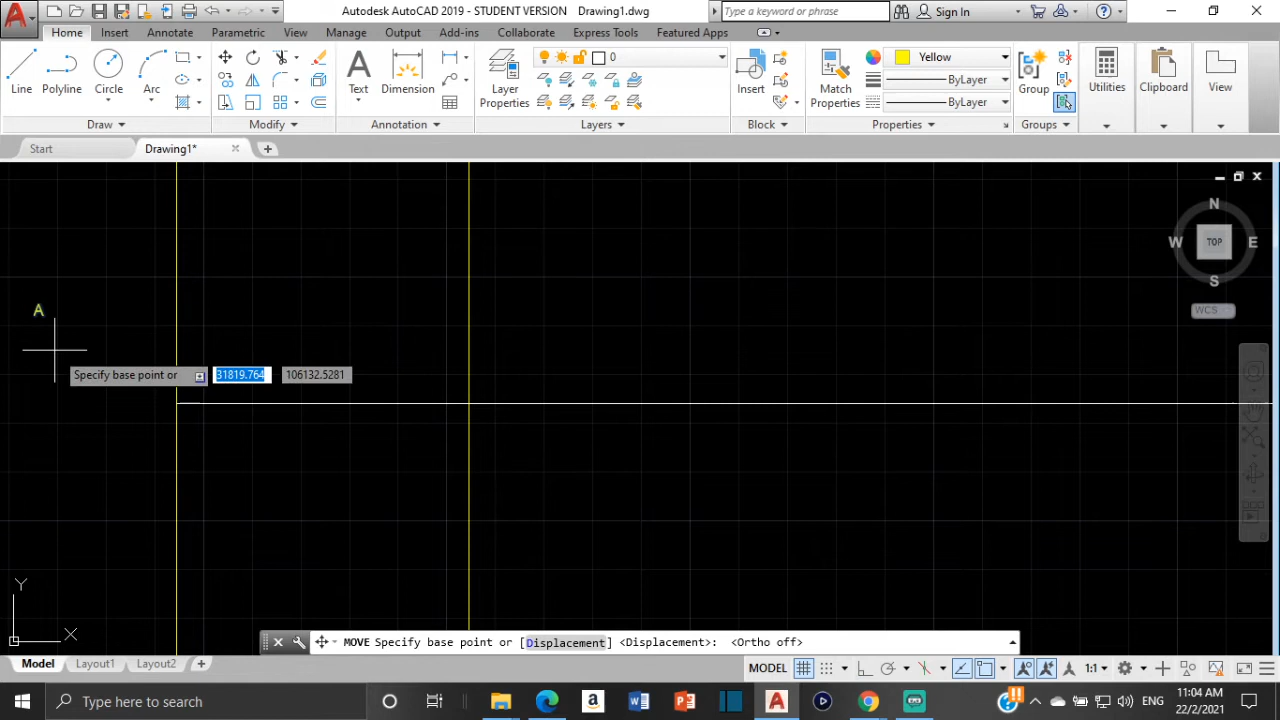 Autodesk AutoCAD 2019 - STUDENT VERSION Drawing1.dwg
Type a keyword or phrase
Sign In
Home Insert Annotate Parametric View Manage Output Add-ins Collaborate Express Tools Featured Apps
Line Polyline Circle Arc
Text Dimension
Layer Properties
0
Insert
Match Properties
Yellow
ByLayer
ByLayer
Group
Utilities Clipboard View
Draw Modify Annotation Layers Block Properties Groups
Start Drawing1*
N
W TOP E
S
WCS
A
Specify base point or 31819.764 106132.5281
Y
X
MOVE Specify base point or [Displacement] <Displacement>: <Ortho off>
Model Layout1 Layout2
MODEL 1:1
Type here to search
ENG
11:04 AM
22/2/2021